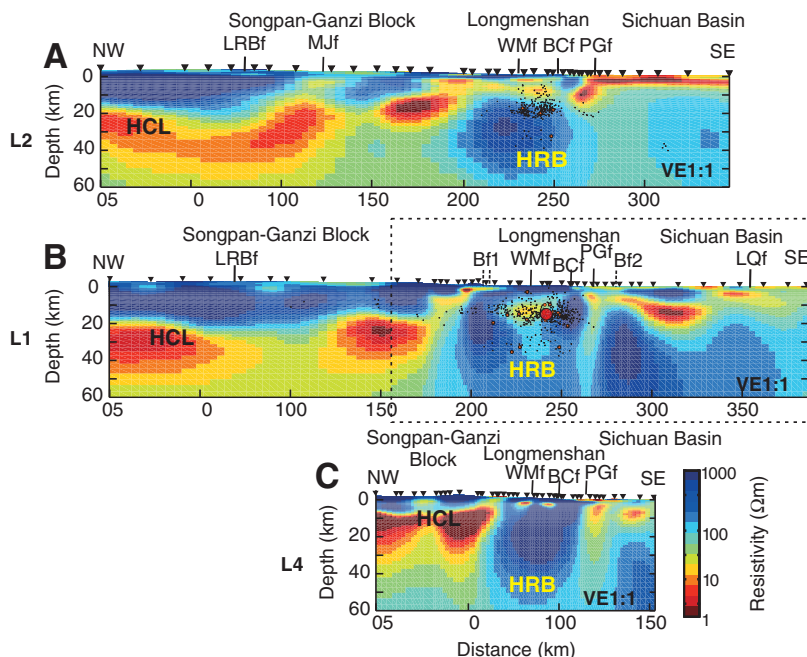 Songpan-Ganzi Block Longmenshan Sichuan Basin
A NW LRBf MJf WMf BCf PGf SE
0
20
40
60
HCL
HRB
VE1:1
L2
Depth (km)
05 0 100 150 200 250 310
B
Songpan-Ganzi Block Longmenshan Sichuan Basin
NW LRBf Bf1 WMf BCf PGf Bf2 LQf SE
0
20
40
60
HCL
HRB
VE1:1
L1
Depth (km)
05 0 100 150 200 250 300 350
Songpan-Ganzi Block
C
Longmenshan
Sichuan Basin
NW WMf BCf PGf SE
0
20
40
60
HCL
HRB
VE1:1
L4
Depth (km)
05 0 100 150
Distance (km)
1000
100
10
1
Resistivity (Ωm)